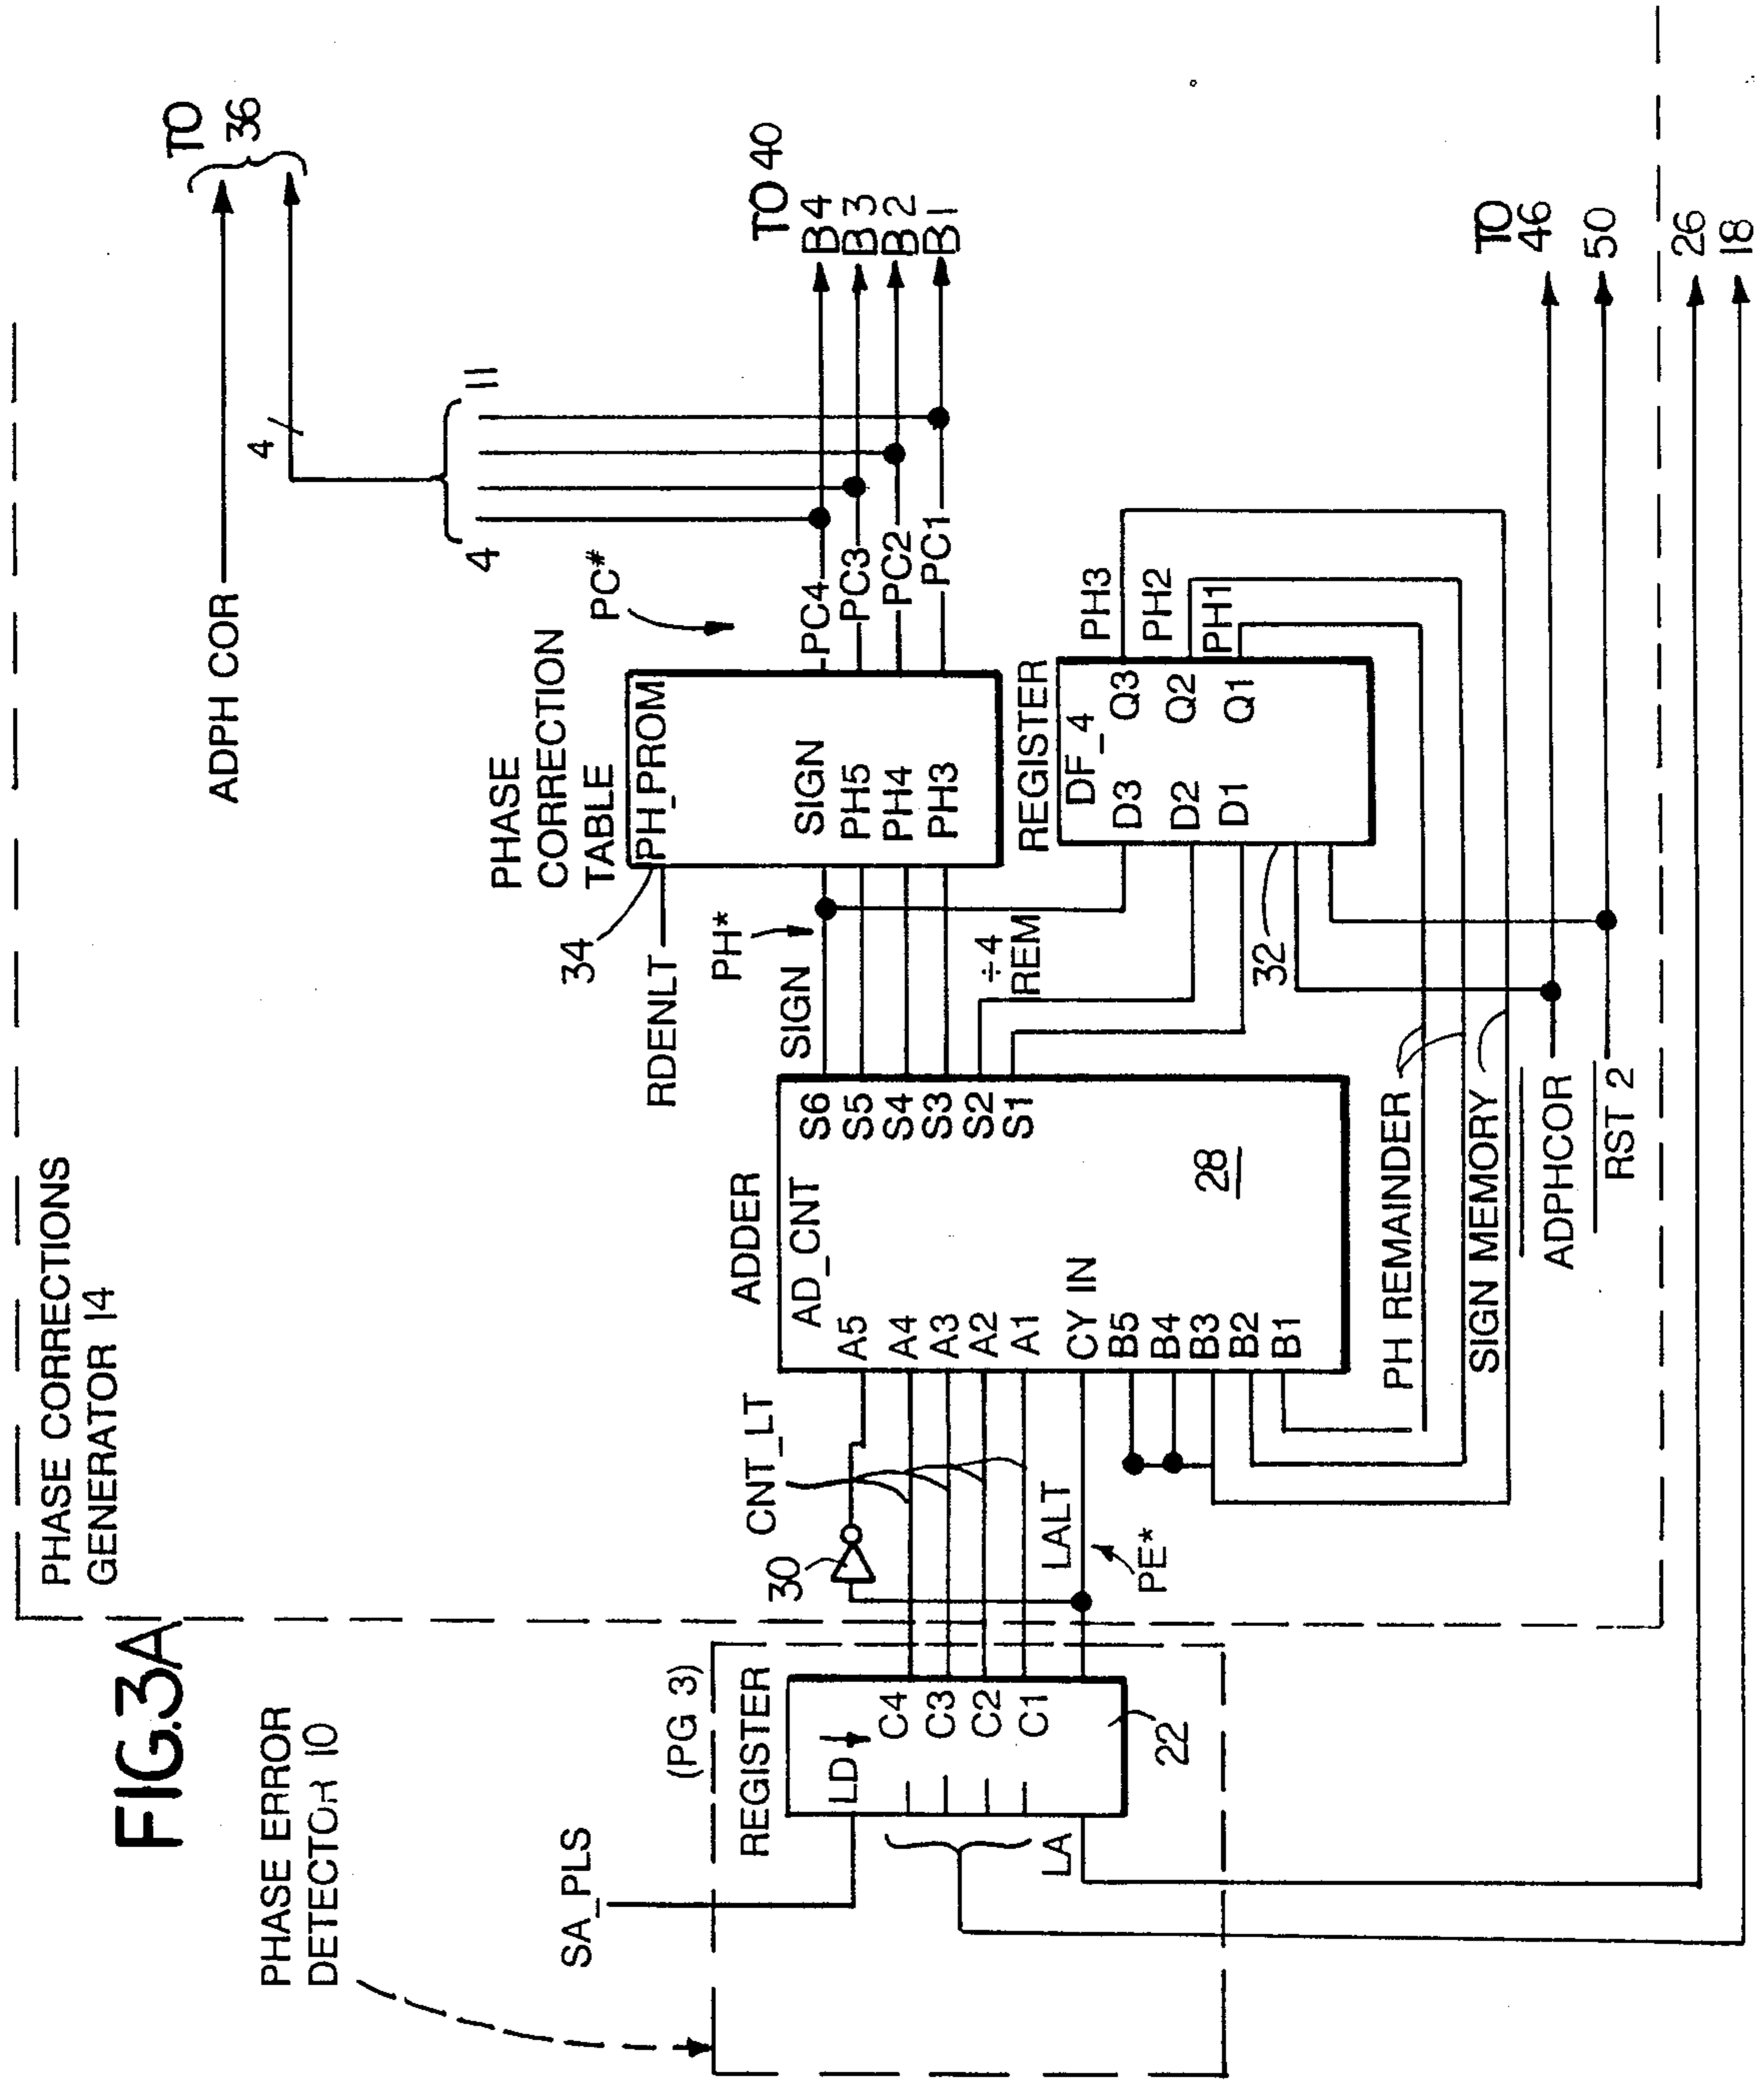 FIG.3A
PHASE ERROR
DETECTOR 10
PHASE CORRECTIONS
GENERATOR 14
ADPH COR
TO
36
4
4
11
SA_PLS
(PG 3)
REGISTER
LD
C4
C3
C2
C1
LA
22
30
CNT_LT
LALT
PE*
ADDER
AD_CNT
A5
A4
A3
A2
A1
CY IN
B5
B4
B3
B2
B1
S6
S5
S4
S3
S2
S1
28
RDENLT
34
SIGN
PH*
÷4
REM
PHASE
CORRECTION
TABLE
PH_PROM
SIGN
PH5
PH4
PH3
PC#
PC4
PC3
PC2
PC1
TO 40
B4
B3
B2
B1
REGISTER
DF_4
D3
D2
D1
Q3
Q2
Q1
32
PH3
PH2
PH1
PH REMAINDER
SIGN MEMORY
ADPHCOR
RST 2
TO
46
50
26
18